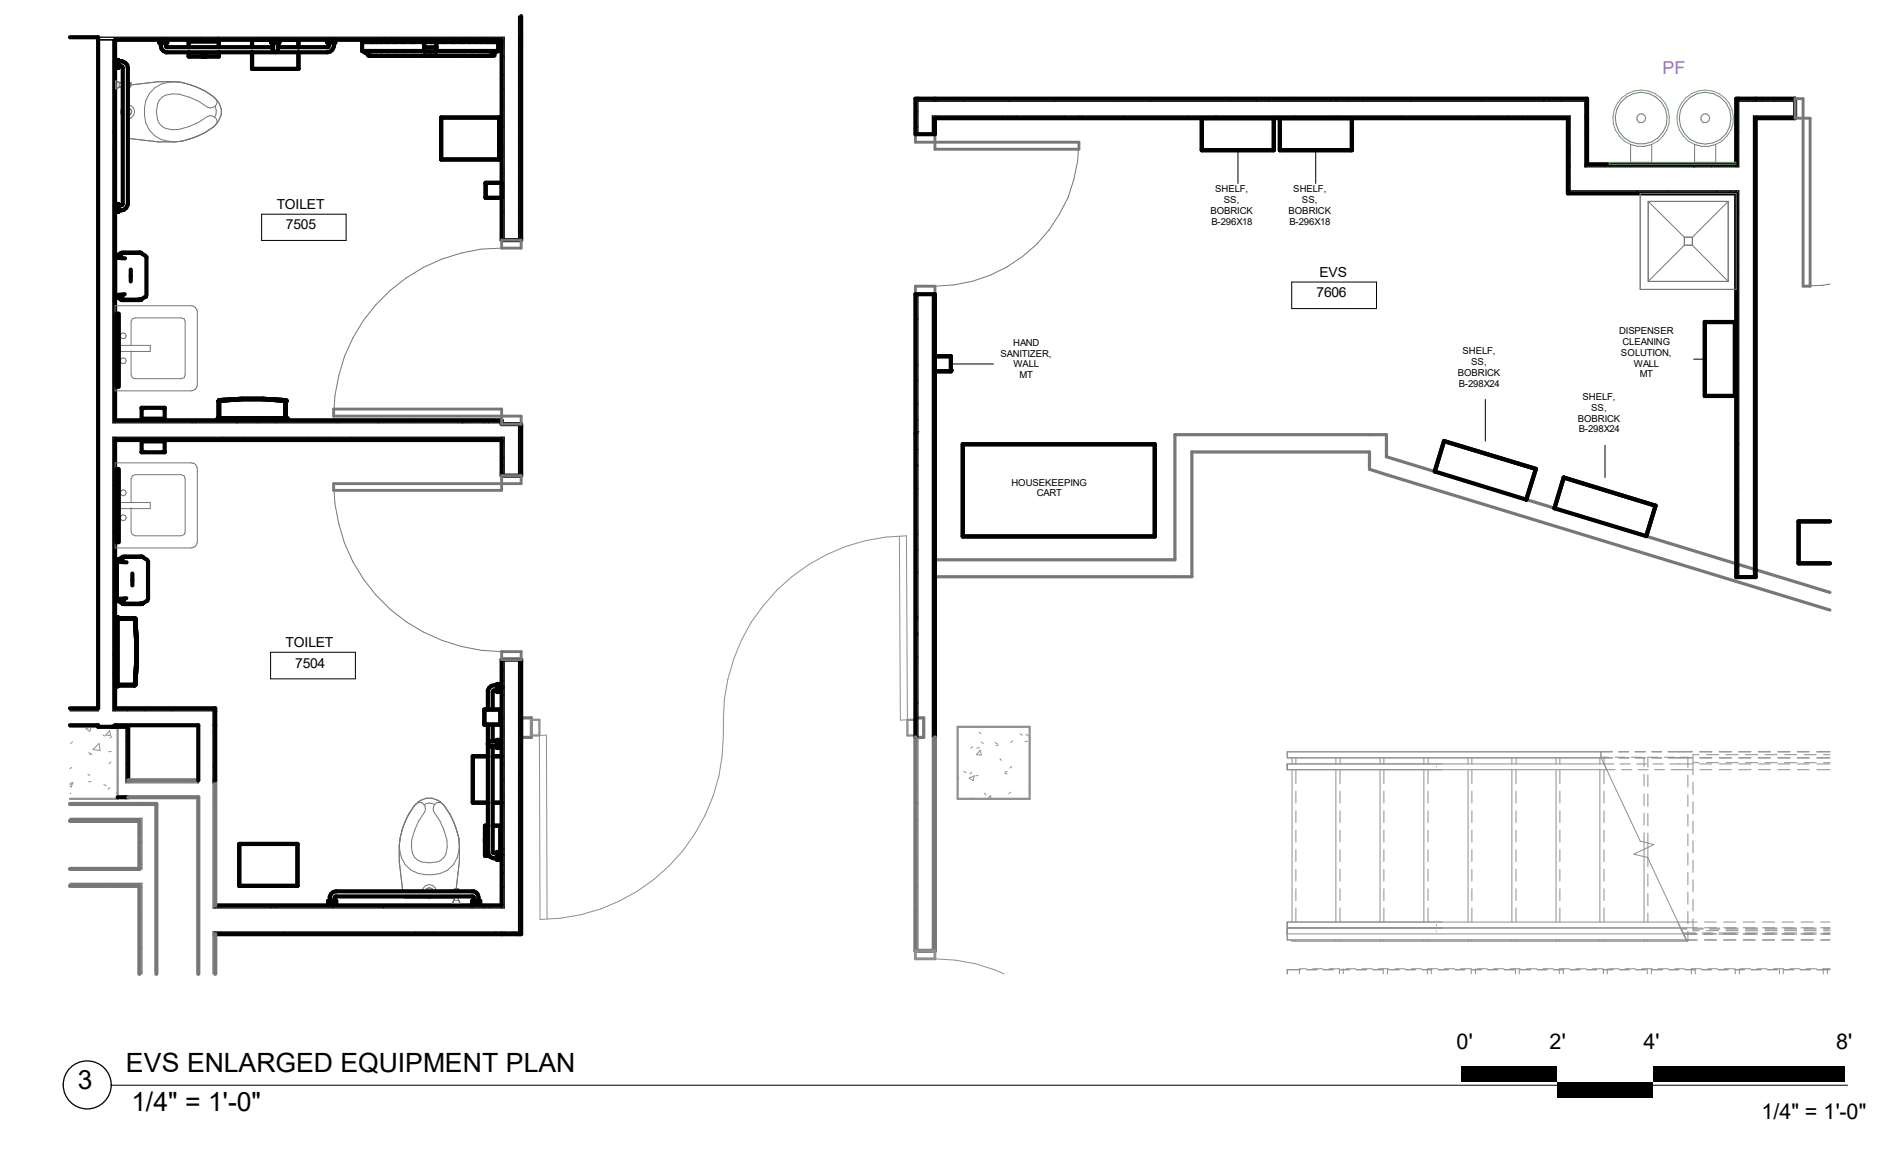 PF
TOILET
7505
SHELF,
SS,
BOBRICK
B-296X18
SHELF,
SS,
BOBRICK
B-296X18
EVS
7606
HAND
SANITIZER,
WALL
MT
SHELF,
SS,
BOBRICK
B-298X24
DISPENSER
CLEANING
SOLUTION,
WALL
MT
SHELF,
SS,
BOBRICK
B-298X24
HOUSEKEEPING
CART
TOILET
7504
3
EVS ENLARGED EQUIPMENT PLAN
1/4" = 1'-0"
0' 2' 4' 8'
1/4" = 1'-0"